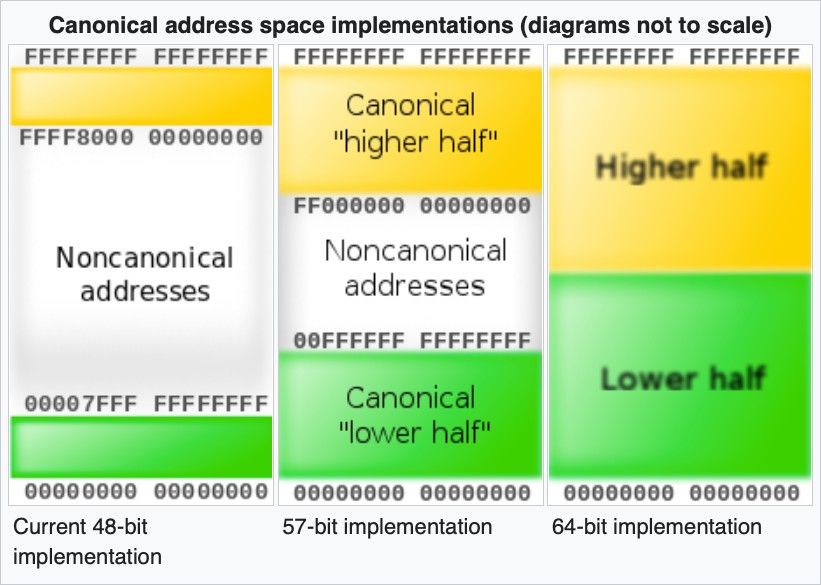 Canonical address space implementations (diagrams not to scale)
FFFFFFFF FFFFFFFF
FFFF8000 00000000
Noncanonical
addresses
00007FFF FFFFFFFF
00000000 00000000
Current 48-bit
implementation
FFFFFFFF FFFFFFFF
Canonical
"higher half"
FF000000 00000000
Noncanonical
addresses
00FFFFFF FFFFFFFF
Canonical
"lower half"
00000000 00000000
57-bit implementation
FFFFFFFF FFFFFFFF
Higher half
Lower half
00000000 00000000
64-bit implementation